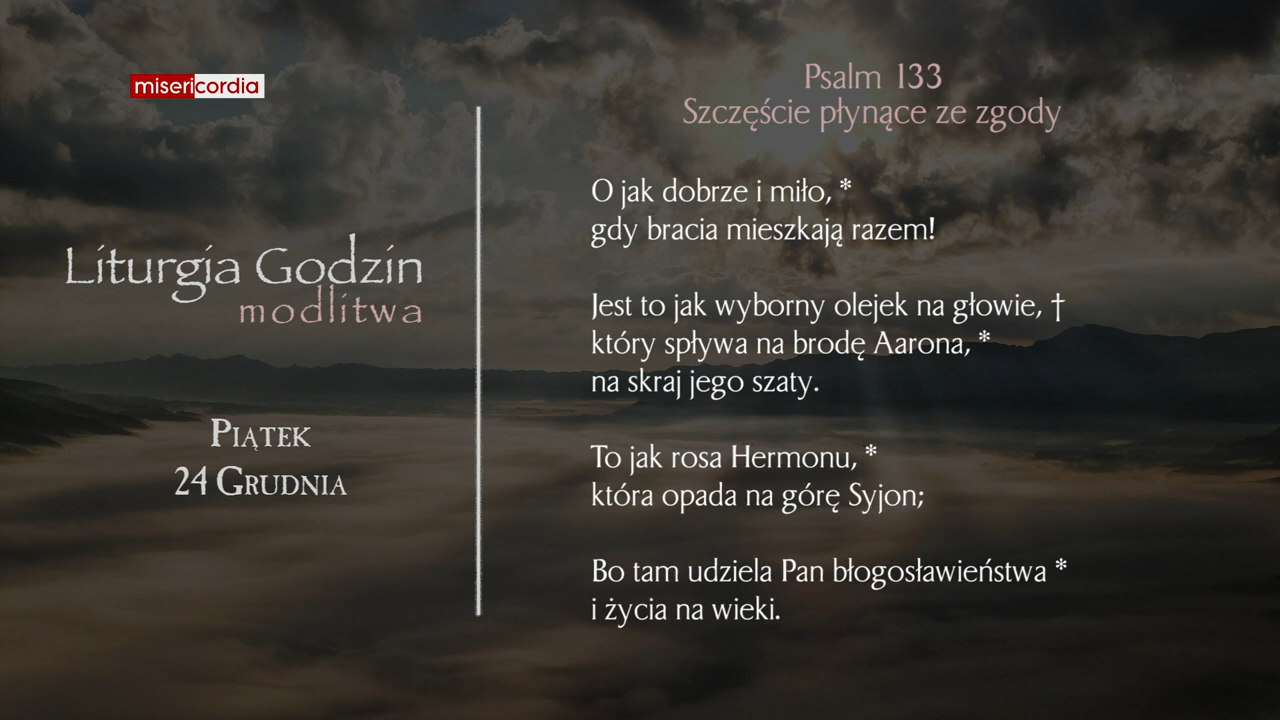 misericordia
Liturgia Godzin
modlitwa
Piątek
24 Grudnia
Psalm 133
Szczęście płynące ze zgody
O jak dobrze i miło, *
gdy bracia mieszkają razem!
Jest to jak wyborny olejek na głowie, †
który spływa na brodę Aarona, *
na skraj jego szaty.
To jak rosa Hermonu, *
która opada na górę Syjon;
Bo tam udziela Pan błogosławieństwa *
i życia na wieki.